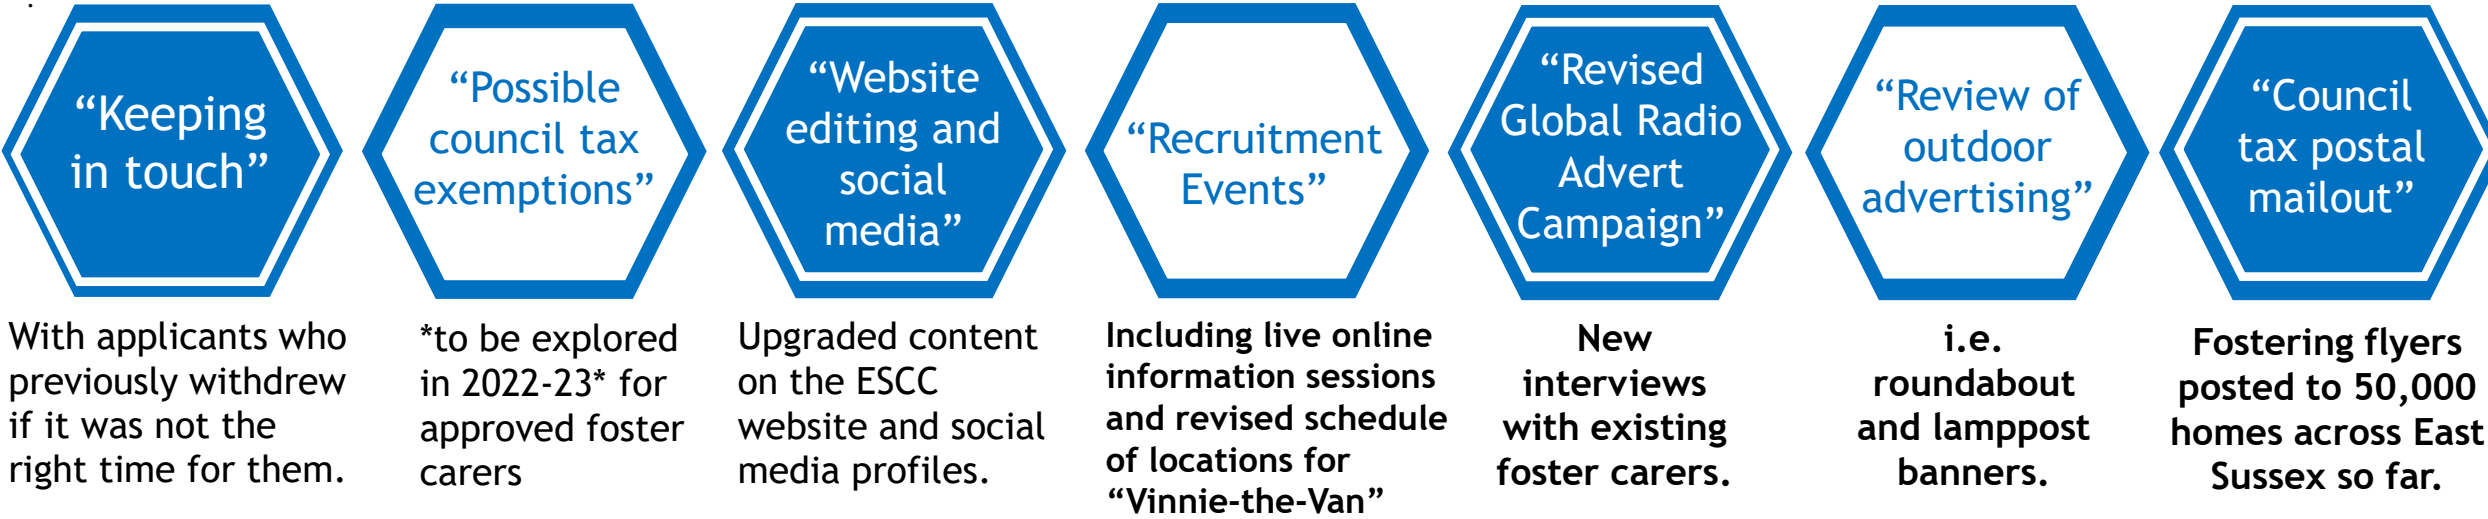 “Keeping
in touch”
With applicants who
previously withdrew
if it was not the
right time for them.
“Possible
council tax
exemptions”
*to be explored
in 2022-23* for
approved foster
carers
“Website
editing and
social
media”
Upgraded content
on the ESCC
website and social
media profiles.
“Recruitment
Events”
Including live online
information sessions
and revised schedule
of locations for
“Vinnie-the-Van”
“Revised
Global Radio
Advert
Campaign”
New
interviews
with existing
foster carers.
“Review of
outdoor
advertising”
i.e.
roundabout
and lamppost
banners.
“Council
tax postal
mailout”
Fostering flyers
posted to 50,000
homes across East
Sussex so far.